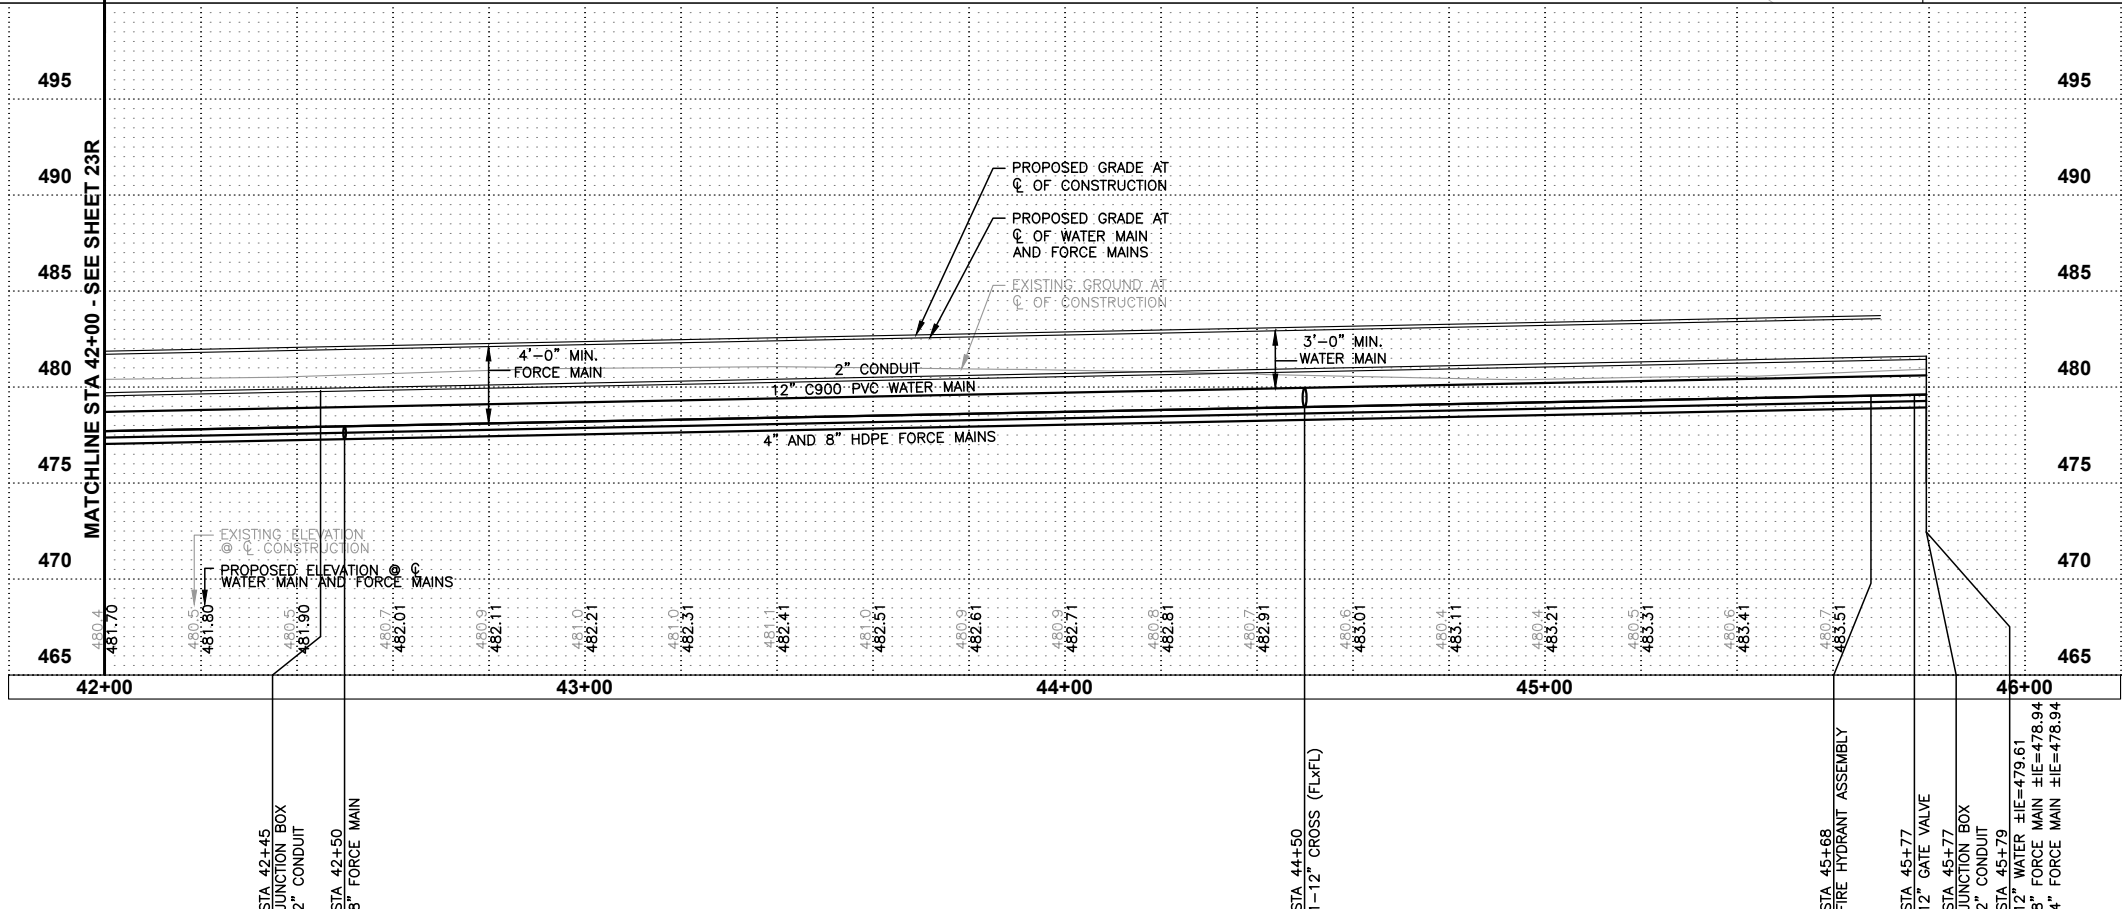 495
495
490
490
485
485
480
480
475
475
470
470
465
465
MATCHLINE STA 42+00 - SEE SHEET 23R
PROPOSED GRADE AT
℄ OF CONSTRUCTION
PROPOSED GRADE AT
℄ OF WATER MAIN
AND FORCE MAINS
EXISTING GROUND AT
℄ OF CONSTRUCTION
4'-0" MIN.
FORCE MAIN
3'-0" MIN.
WATER MAIN
2" CONDUIT
12" C900 PVC WATER MAIN
4" AND 8" HDPE FORCE MAINS
EXISTING ELEVATION
@ ℄ CONSTRUCTION
PROPOSED ELEVATION @ ℄
WATER MAIN AND FORCE MAINS
480.4
481.70
480.5
481.80
480.5
481.90
480.7
482.01
480.9
482.11
481.0
482.21
481.0
482.31
481.1
482.41
481.0
482.51
480.9
482.61
480.9
482.71
480.8
482.81
480.7
482.91
480.6
483.01
480.4
483.11
480.4
483.21
480.5
483.31
480.6
483.41
480.7
483.51
42+00
43+00
44+00
45+00
46+00
STA 42+45
JUNCTION BOX
2" CONDUIT
STA 42+50
8" FORCE MAIN
STA 44+50
1-12" CROSS (FLxFL)
STA 45+68
FIRE HYDRANT ASSEMBLY
STA 45+77
12" GATE VALVE
STA 45+77
JUNCTION BOX
2" CONDUIT
STA 45+79
12" WATER ±IE=479.61
8" FORCE MAIN ±IE=478.94
4" FORCE MAIN ±IE=478.94